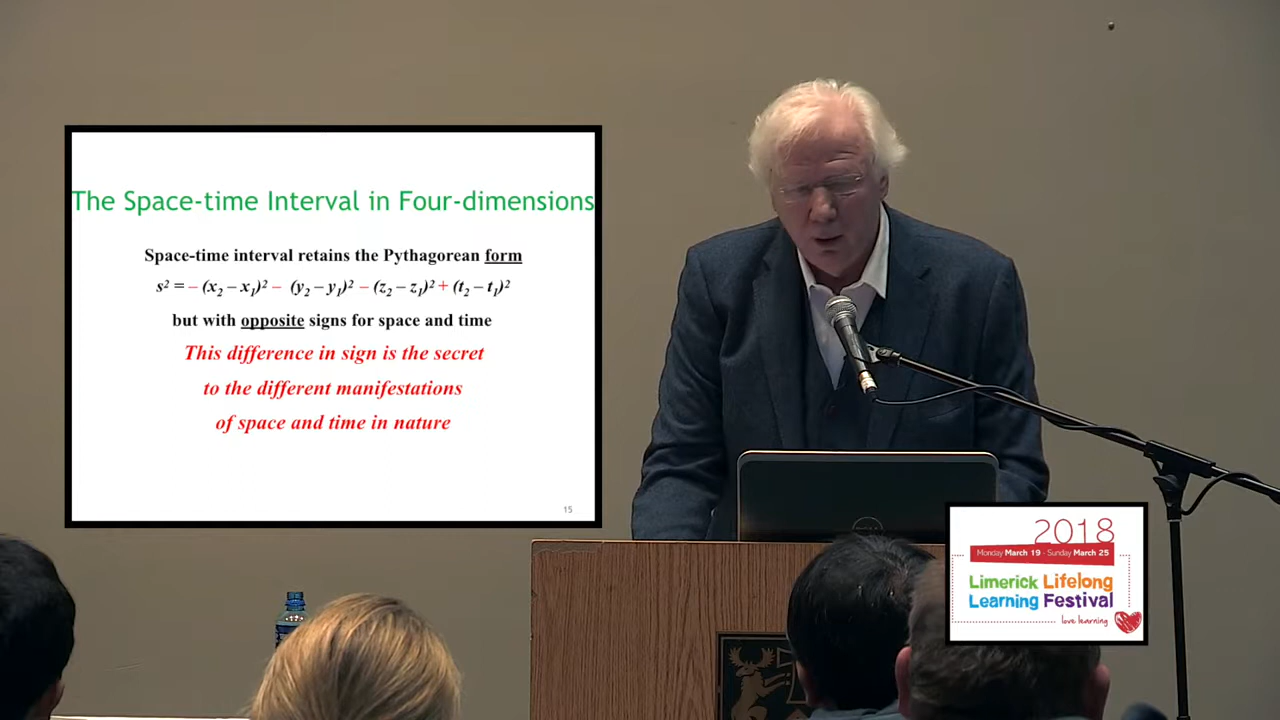 The Space-time Interval in Four-dimensions
Space-time interval retains the Pythagorean form
s² = – (x₂ – x₁)² – (y₂ – y₁)² – (z₂ – z₁)² + (t₂ – t₁)²
but with opposite signs for space and time
This difference in sign is the secret
to the different manifestations
of space and time in nature
15
2018
Monday March 19 - Sunday March 25
Limerick Lifelong
Learning Festival
love learning